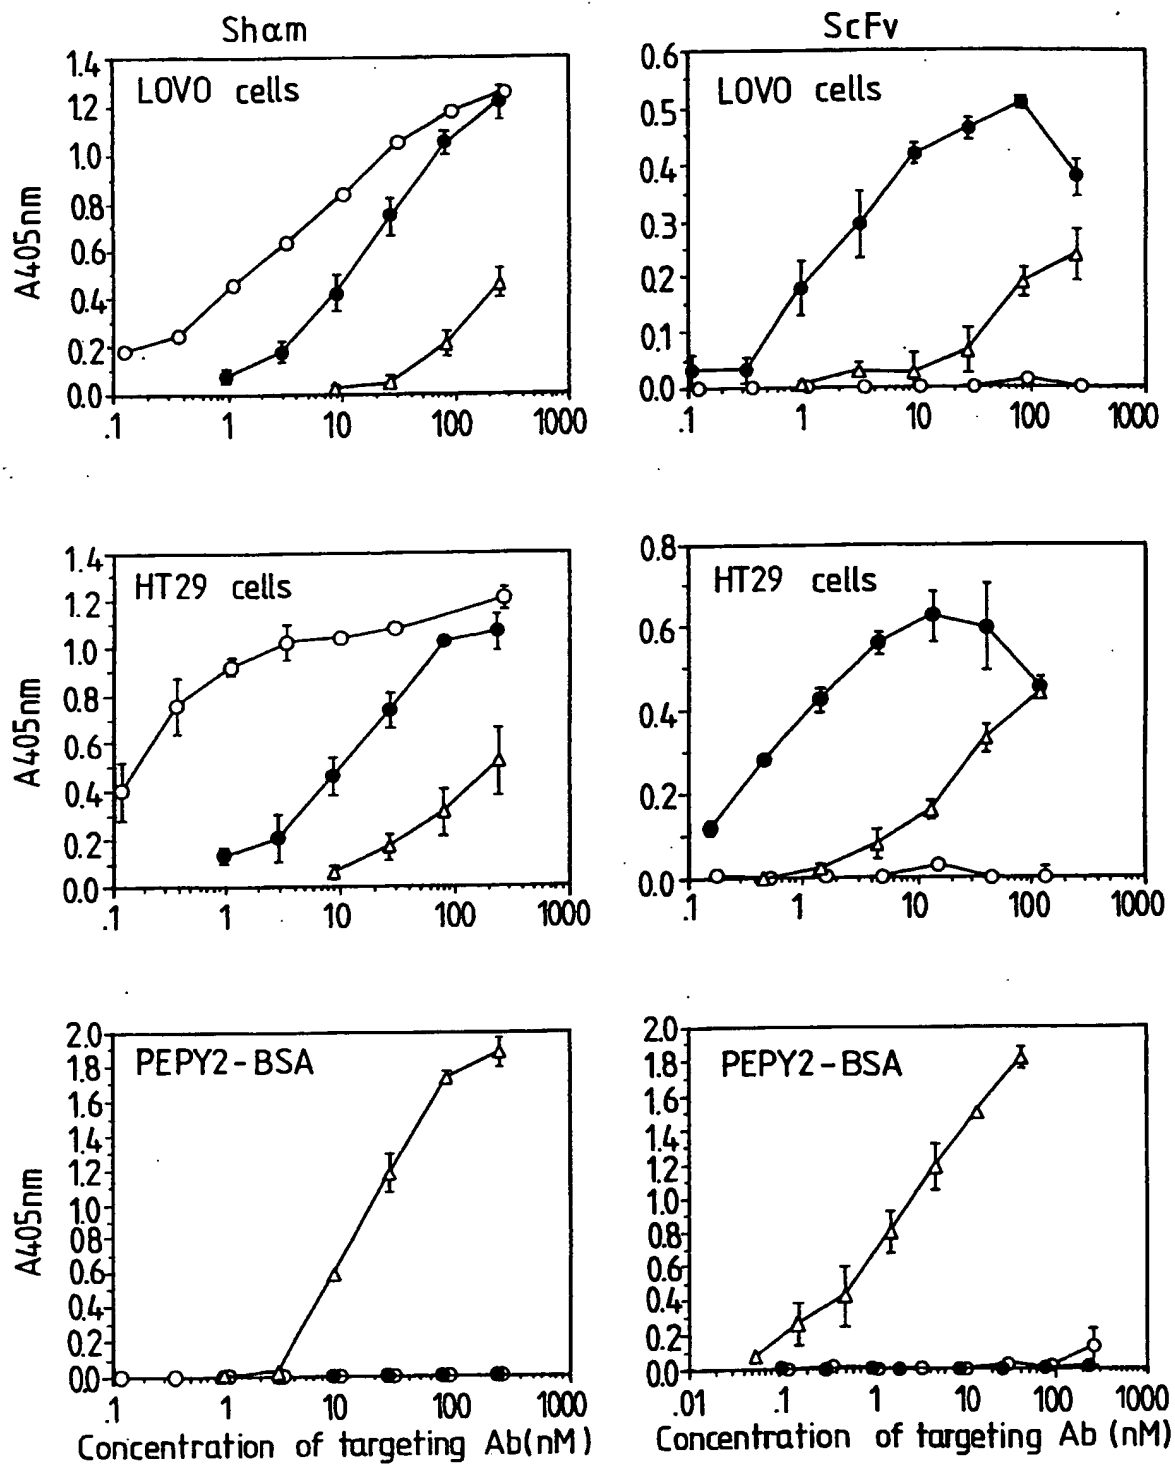 Sham
LOVO cells
A405nm
1.4
1.2
1.0
0.8
0.6
0.4
0.2
0.0
.1 1 10 100 1000
ScFv
LOVO cells
0.6
0.5
0.4
0.3
0.2
0.1
0.0
.1 1 10 100 1000
HT29 cells
A405nm
1.4
1.2
1.0
0.8
0.6
0.4
0.2
0.0
.1 1 10 100 1000
HT29 cells
0.8
0.6
0.4
0.2
0.0
.1 1 10 100 1000
PEPY2-BSA
A405nm
2.0
1.8
1.6
1.4
1.2
1.0
0.8
0.6
0.4
0.2
0.0
.1 1 10 100 1000
Concentration of targeting Ab(nM)
PEPY2-BSA
2.0
1.8
1.6
1.4
1.2
1.0
0.8
0.6
0.4
0.2
0.0
.01 .1 1 10 100 1000
Concentration of targeting Ab (nM)